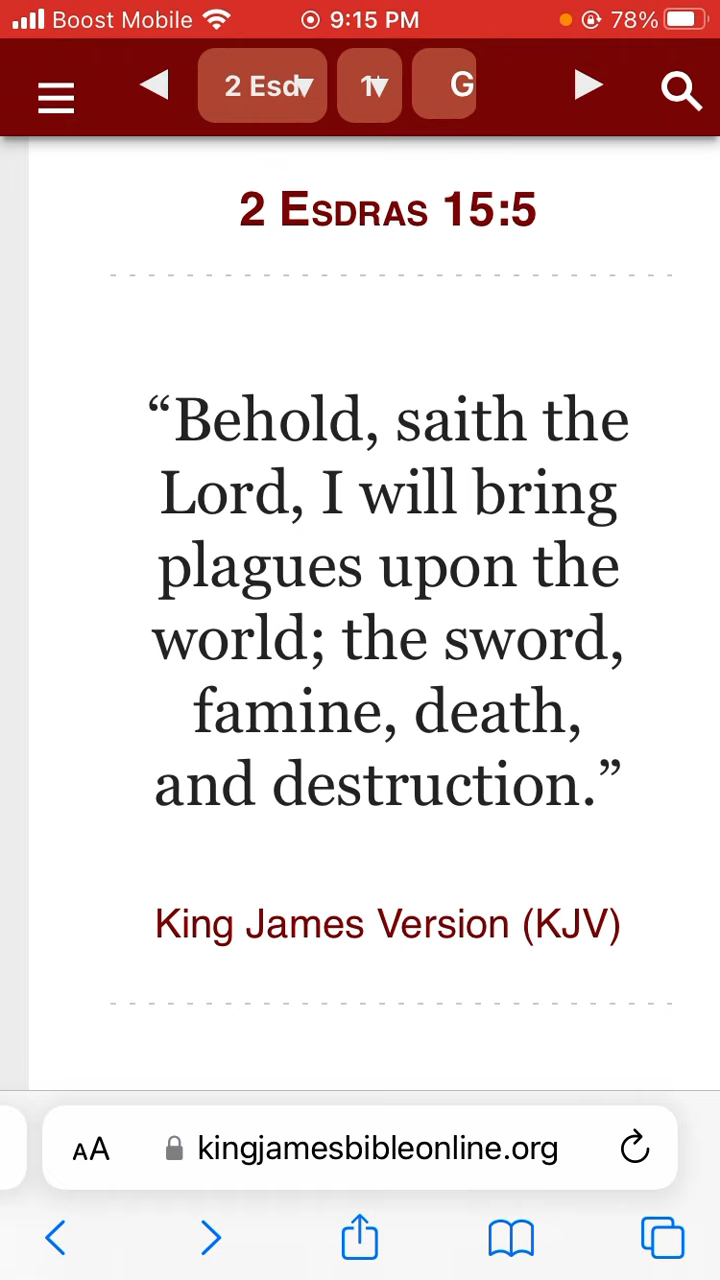 Boost Mobile 9:15 PM 78%
2 Esd 1 G
2 ESDRAS 15:5
“Behold, saith the
Lord, I will bring
plagues upon the
world; the sword,
famine, death,
and destruction.”
King James Version (KJV)
AA kingjamesbibleonline.org